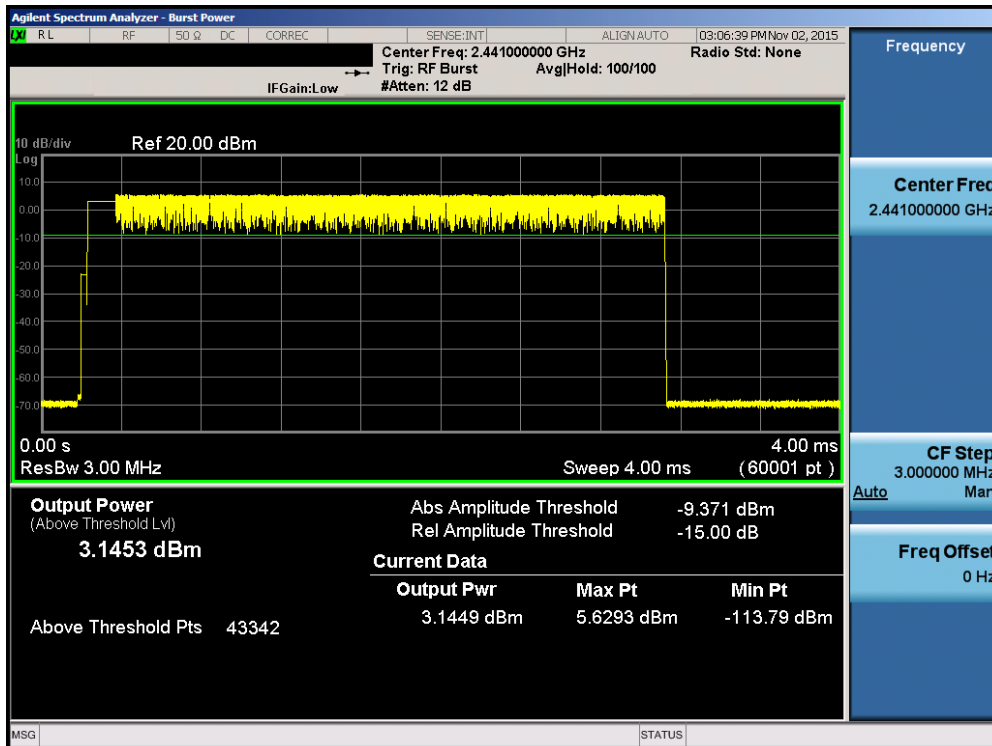 Agilent Spectrum Analyzer - Burst Power
LXI RL RF 50 Ω DC CORREC SENSE:INT ALIGN AUTO 03:06:39 PM Nov 02, 2015
Center Freq: 2.441000000 GHz Radio Std: None
Trig: RF Burst Avg|Hold: 100/100
IFGain:Low #Atten: 12 dB
Frequency
10 dB/div Ref 20.00 dBm
Log
10.0
0.00
-10.0
-20.0
-30.0
-40.0
-50.0
-60.0
-70.0
0.00 s 4.00 ms
ResBw 3.00 MHz Sweep 4.00 ms (60001 pt)
Output Power
(Above Threshold Lvl)
3.1453 dBm
Above Threshold Pts 43342
Abs Amplitude Threshold -9.371 dBm
Rel Amplitude Threshold -15.00 dB
Current Data
Output Pwr Max Pt Min Pt
3.1449 dBm 5.6293 dBm -113.79 dBm
Center Freq
2.441000000 GHz
CF Step
3.000000 MHz
Auto Man
Freq Offset
0 Hz
MSG STATUS